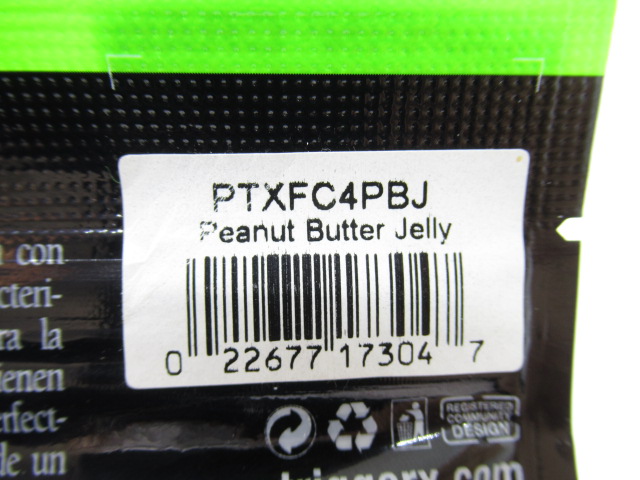 PTXFC4PBJ
Peanut Butter Jelly
0 22677 17304 7
con
cteri-
ra la
ienen
erfect-
de un
REGISTERED
COMMUNITY
DESIGN